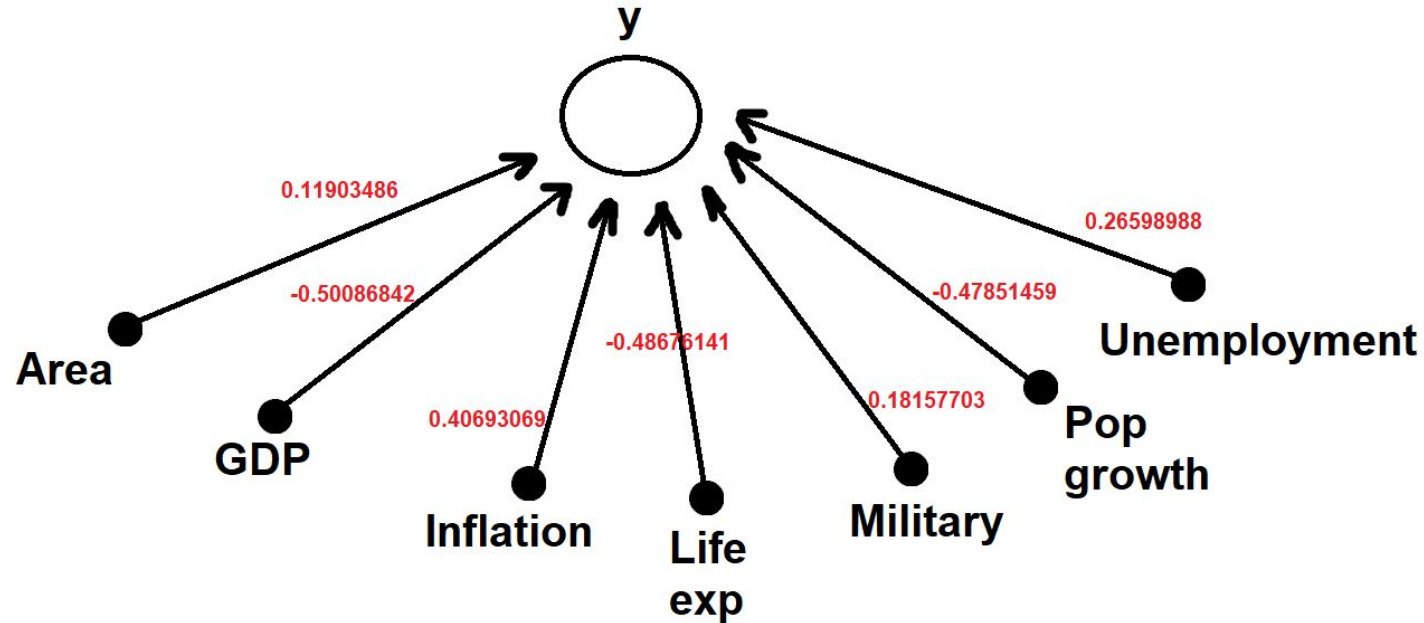 y
0.11903486
0.26598988
-0.50086842
-0.47851459
-0.48676141
Unemployment
Area
0.40693069
0.18157703
GDP
Pop
growth
Inflation
Military
Life
exp